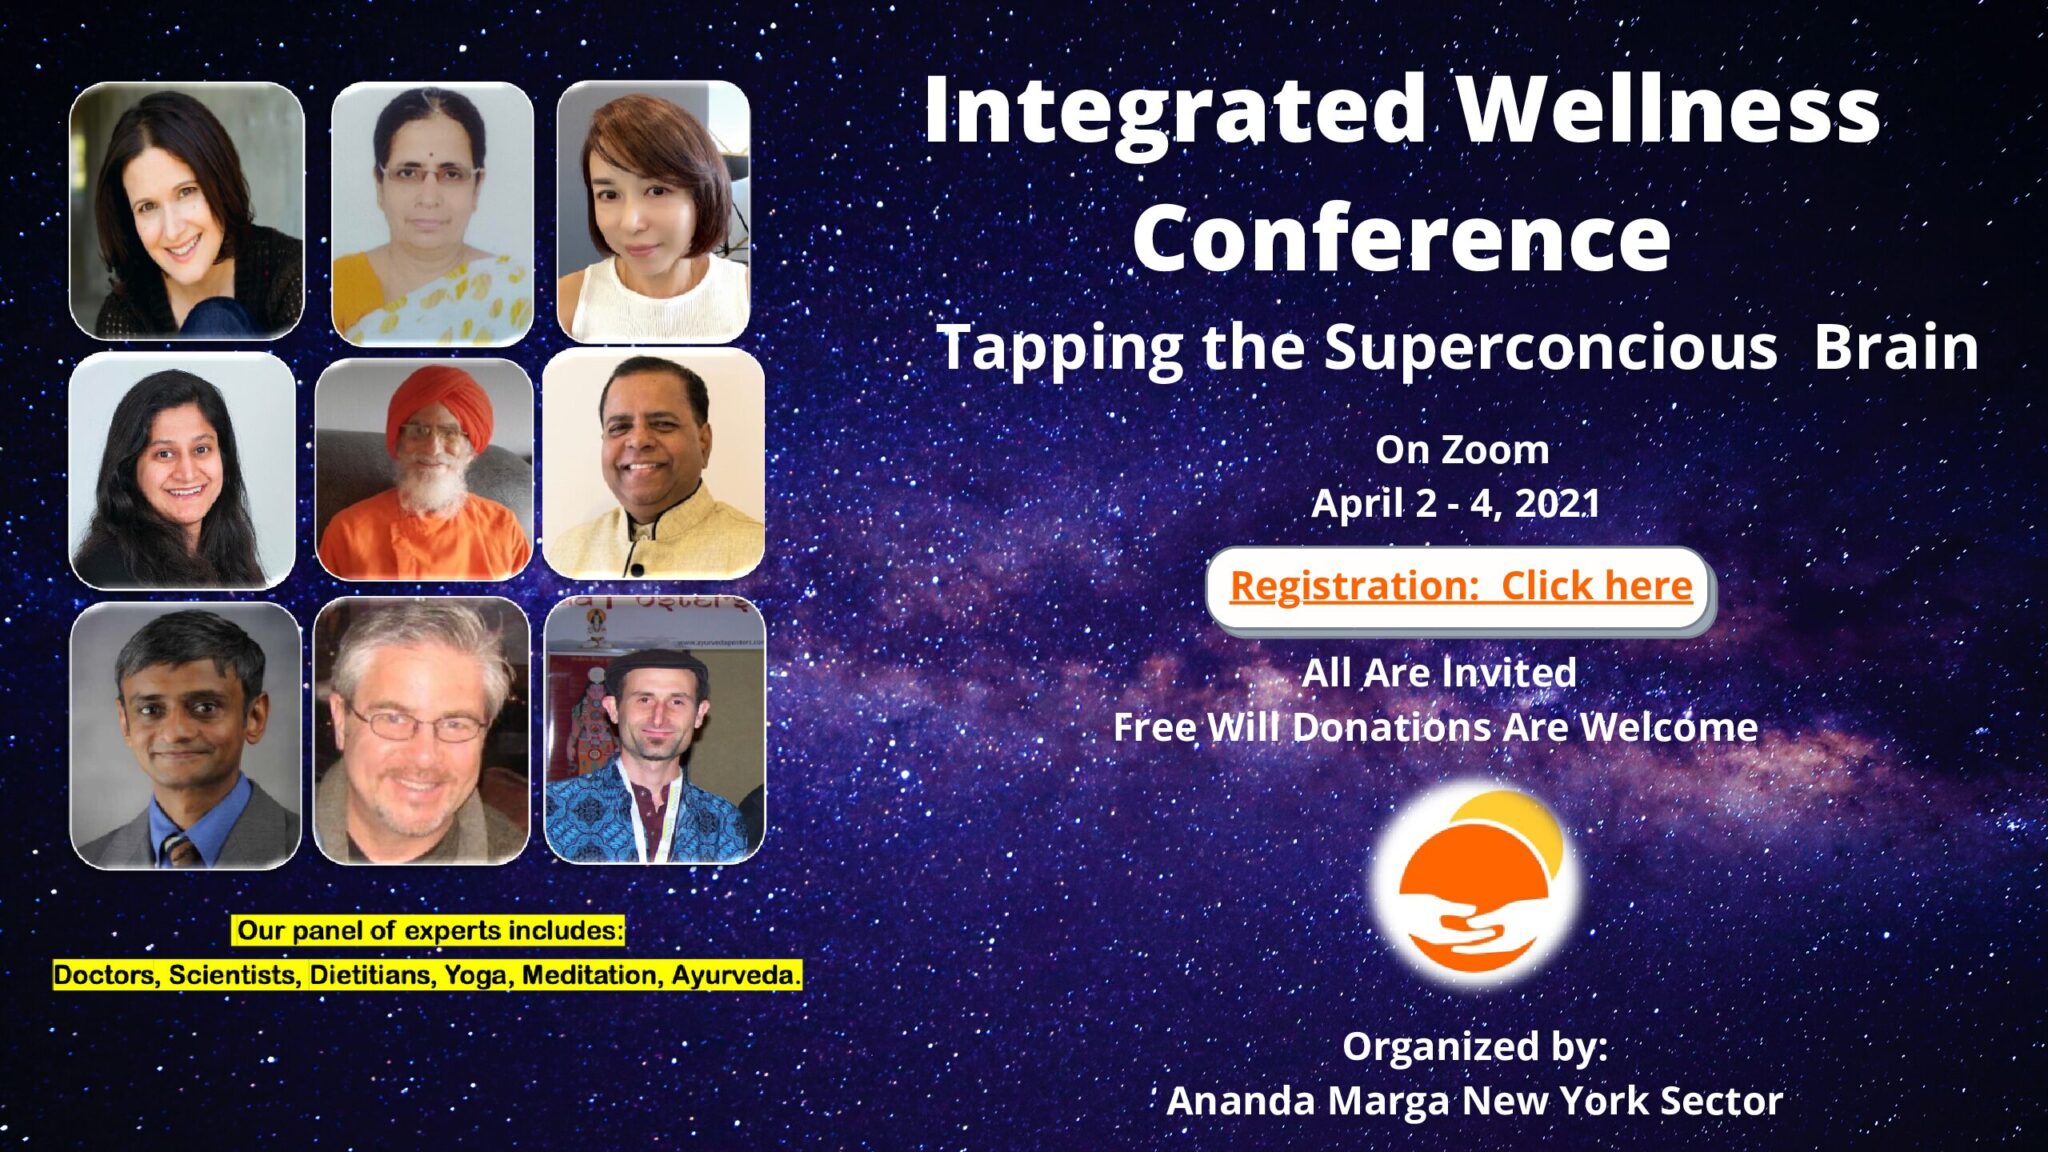 Integrated Wellness
Conference
Tapping the Superconcious Brain
On Zoom
April 2 - 4, 2021
Registration: Click here
All Are Invited
Free Will Donations Are Welcome
Organized by:
Ananda Marga New York Sector
Our panel of experts includes:
Doctors, Scientists, Dietitians, Yoga, Meditation, Ayurveda.